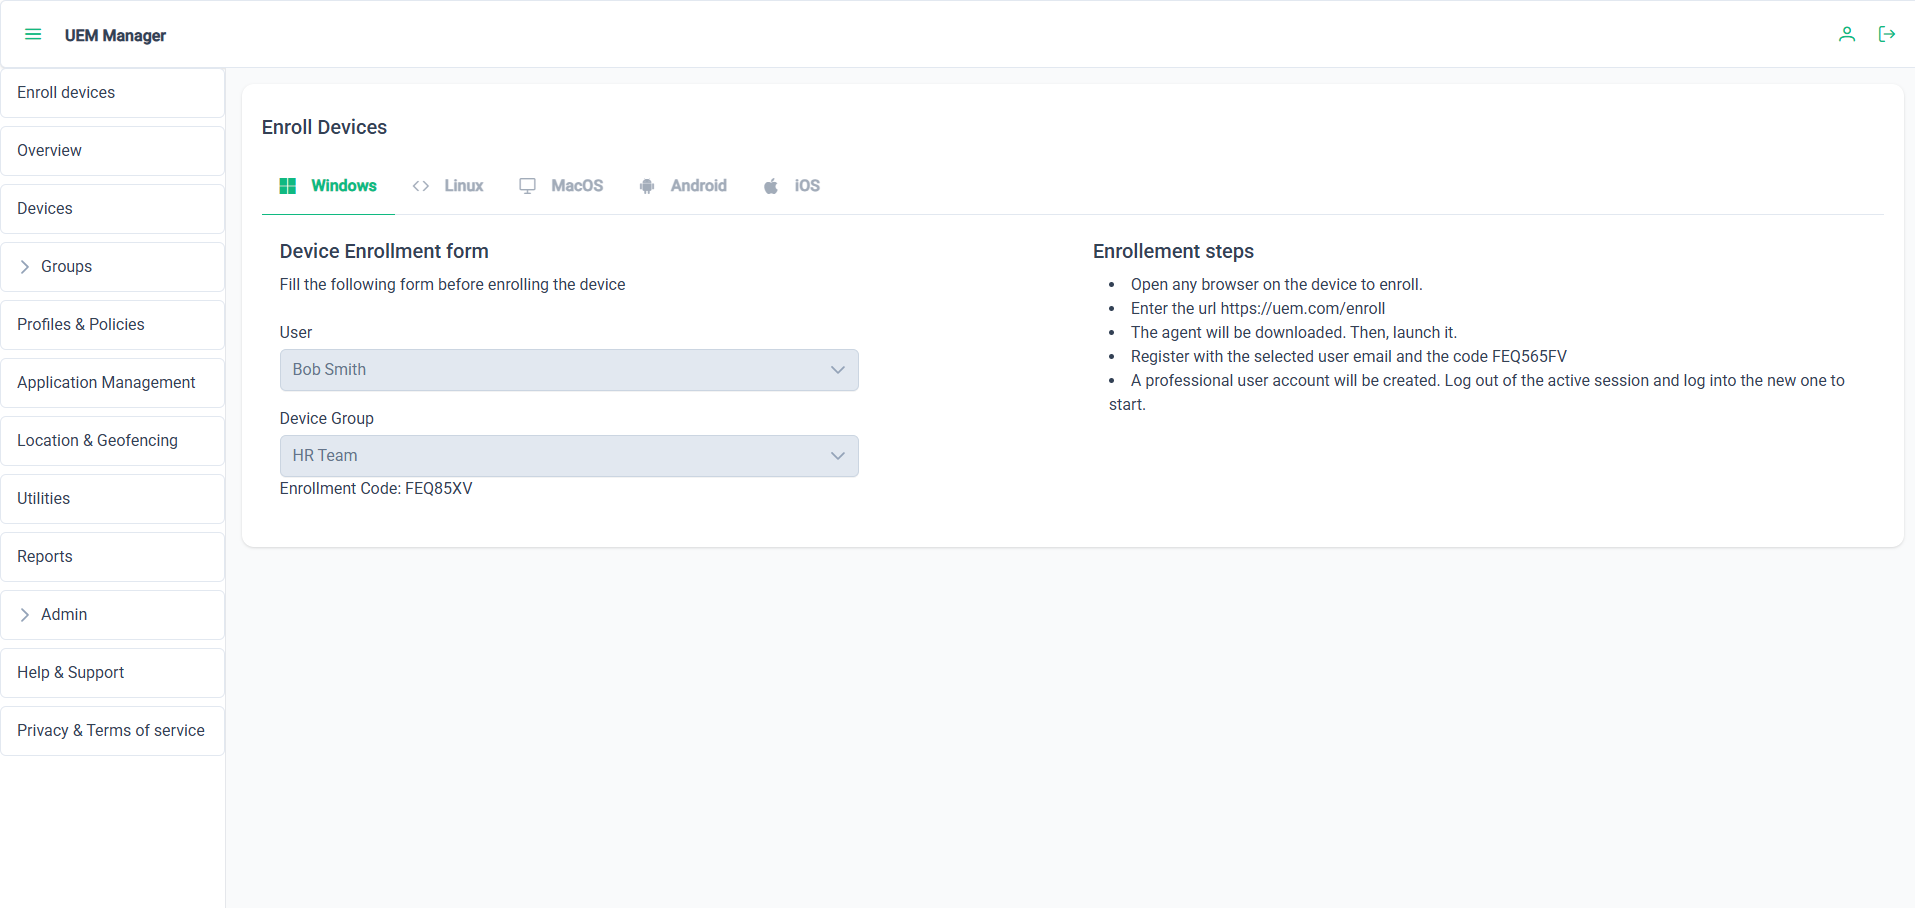 UEM Manager
Enroll devices
Overview
Devices
Groups
Profiles & Policies
Application Management
Location & Geofencing
Utilities
Reports
Admin
Help & Support
Privacy & Terms of service
Enroll Devices
Windows
Linux
MacOS
Android
iOS
Device Enrollment form
Fill the following form before enrolling the device
User
Bob Smith
Device Group
HR Team
Enrollment Code: FEQ85XV
Enrollement steps
• Open any browser on the device to enroll.
• Enter the url https://uem.com/enroll
• The agent will be downloaded. Then, launch it.
• Register with the selected user email and the code FEQ565FV
• A professional user account will be created. Log out of the active session and log into the new one to
start.